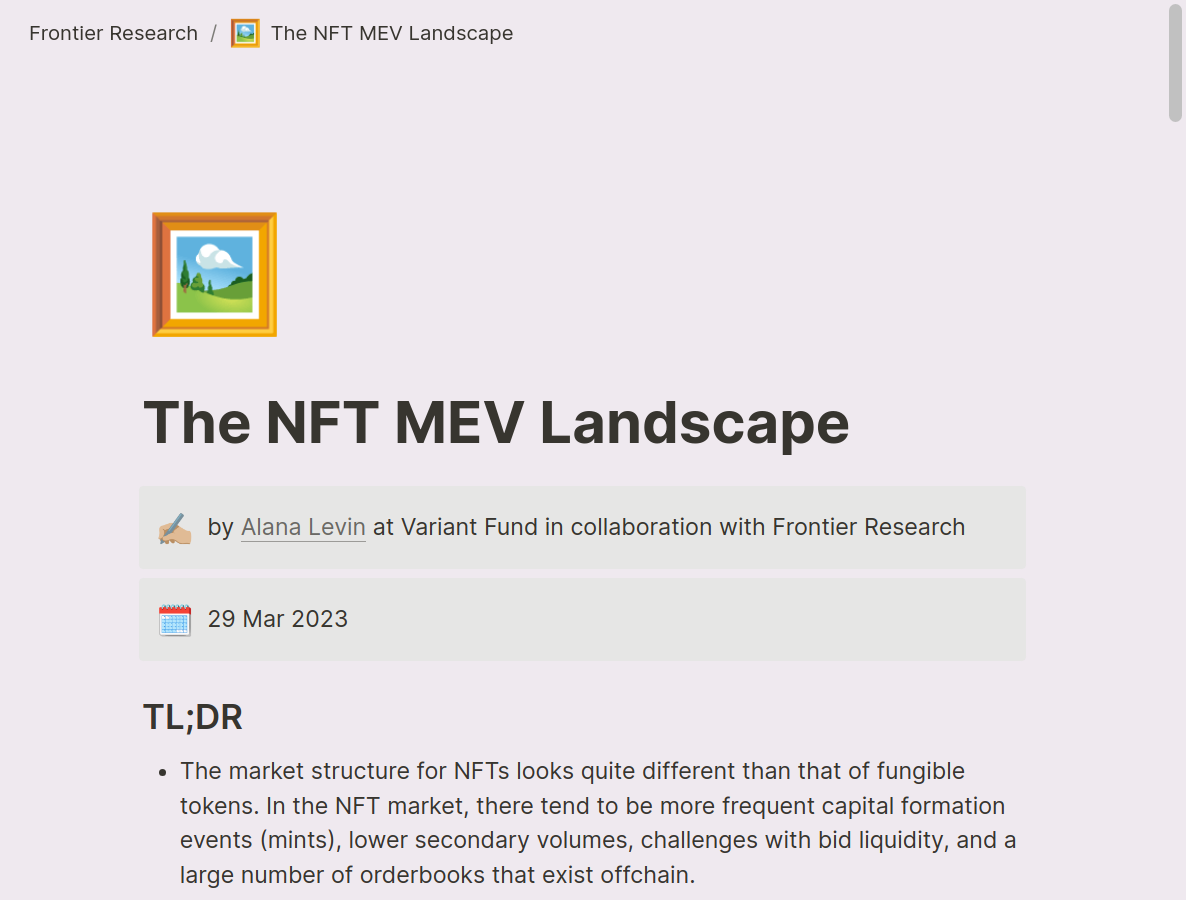 Frontier Research / The NFT MEV Landscape
The NFT MEV Landscape
by Alana Levin at Variant Fund in collaboration with Frontier Research
29 Mar 2023
TL;DR
• The market structure for NFTs looks quite different than that of fungible
tokens. In the NFT market, there tend to be more frequent capital formation
events (mints), lower secondary volumes, challenges with bid liquidity, and a
large number of orderbooks that exist offchain.